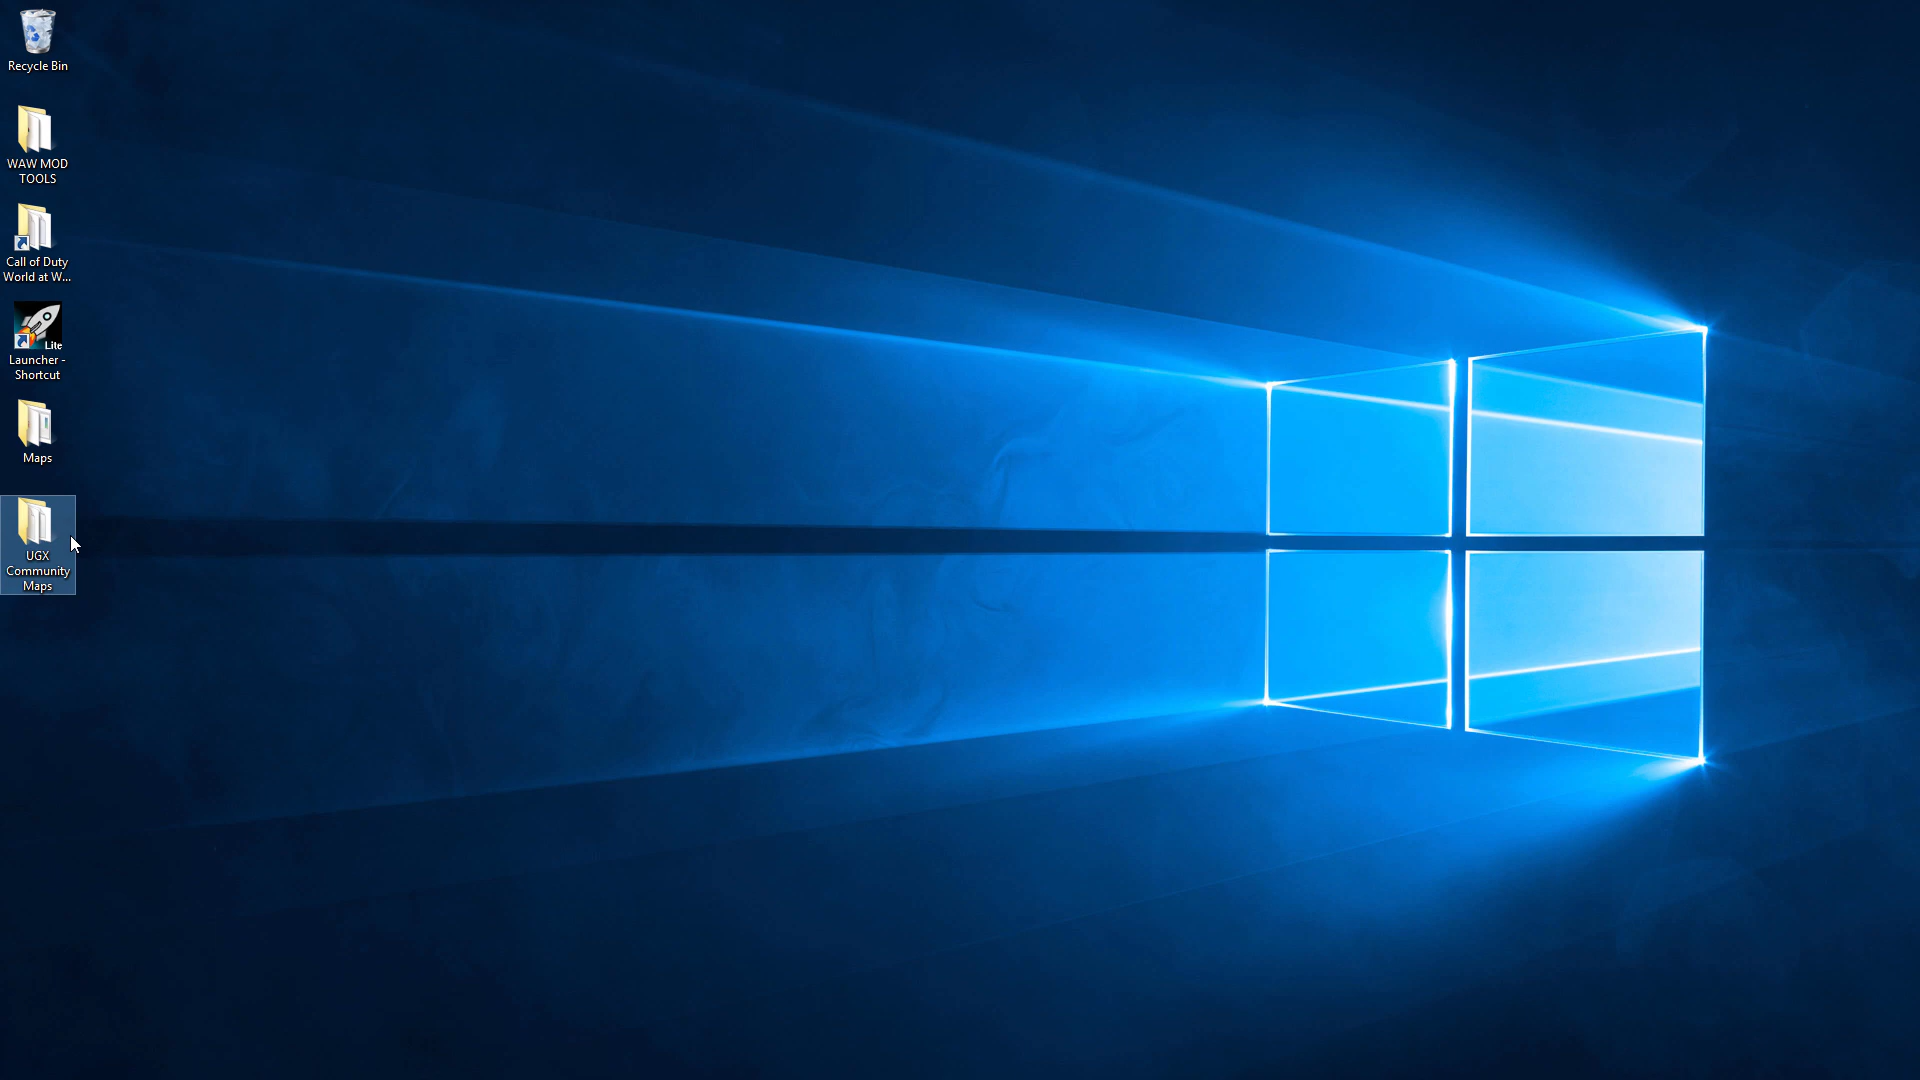 Recycle Bin
WAW MOD
TOOLS
Call of Duty
World at W...
Lite
Launcher -
Shortcut
Maps
UGX
Community
Maps